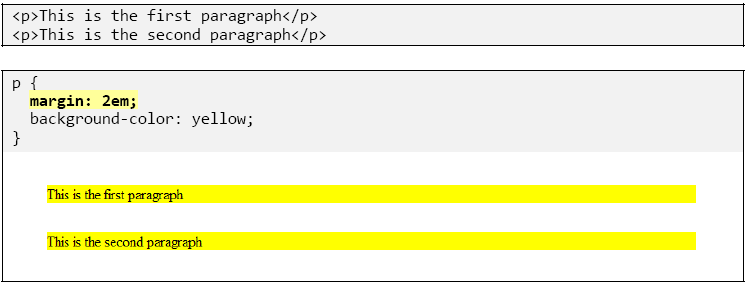 <p>This is the first paragraph</p>
<p>This is the second paragraph</p>
p {
  margin: 2em;
  background-color: yellow;
}
This is the first paragraph
This is the second paragraph